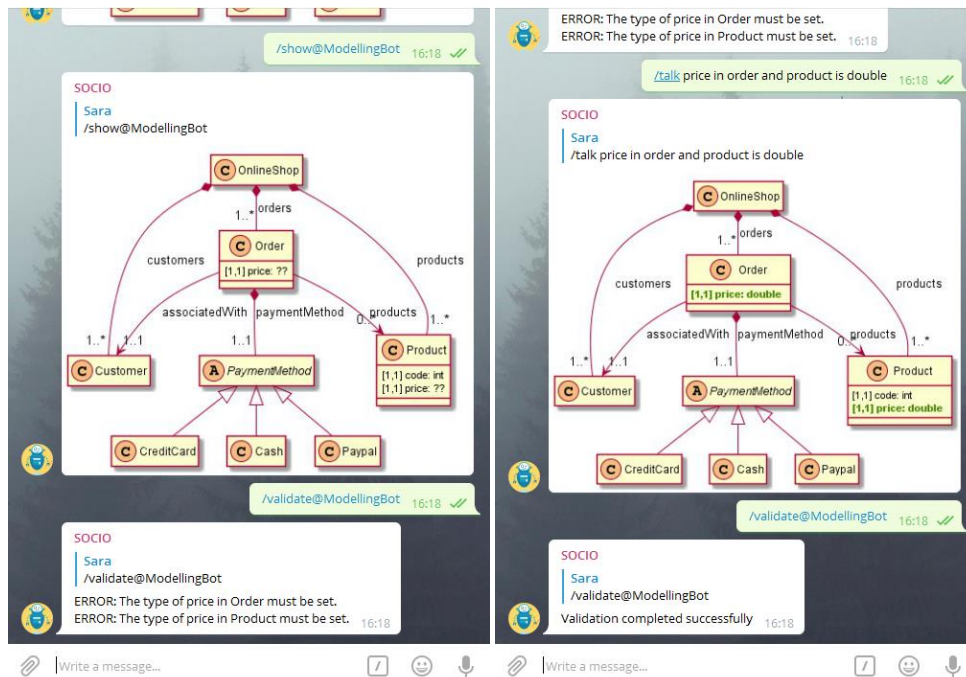 /show@ModellingBot 16:18
SOCIO
Sara
/show@ModellingBot
C OnlineShop
1..* orders
C Order
[1,1] price: ??
customers
products
associatedWith paymentMethod 0..* products
1..* 1..1 1..1 1..*
C Customer
A PaymentMethod
C Product
[1,1] code: int
[1,1] price: ??
C CreditCard
C Cash
C Paypal
/validate@ModellingBot 16:18
SOCIO
Sara
/validate@ModellingBot
ERROR: The type of price in Order must be set.
ERROR: The type of price in Product must be set. 16:18
Write a message...
ERROR: The type of price in Order must be set.
ERROR: The type of price in Product must be set. 16:18
/talk price in order and product is double 16:18
SOCIO
Sara
/talk price in order and product is double
C OnlineShop
1..* orders
C Order
[1,1] price: double
customers
products
associatedWith paymentMethod 0..* products
1..* 1..1 1..1 1..*
C Customer
A PaymentMethod
C Product
[1,1] code: int
[1,1] price: double
C CreditCard
C Cash
C Paypal
/validate@ModellingBot 16:18
SOCIO
Sara
/validate@ModellingBot
Validation completed successfully 16:18
Write a message...